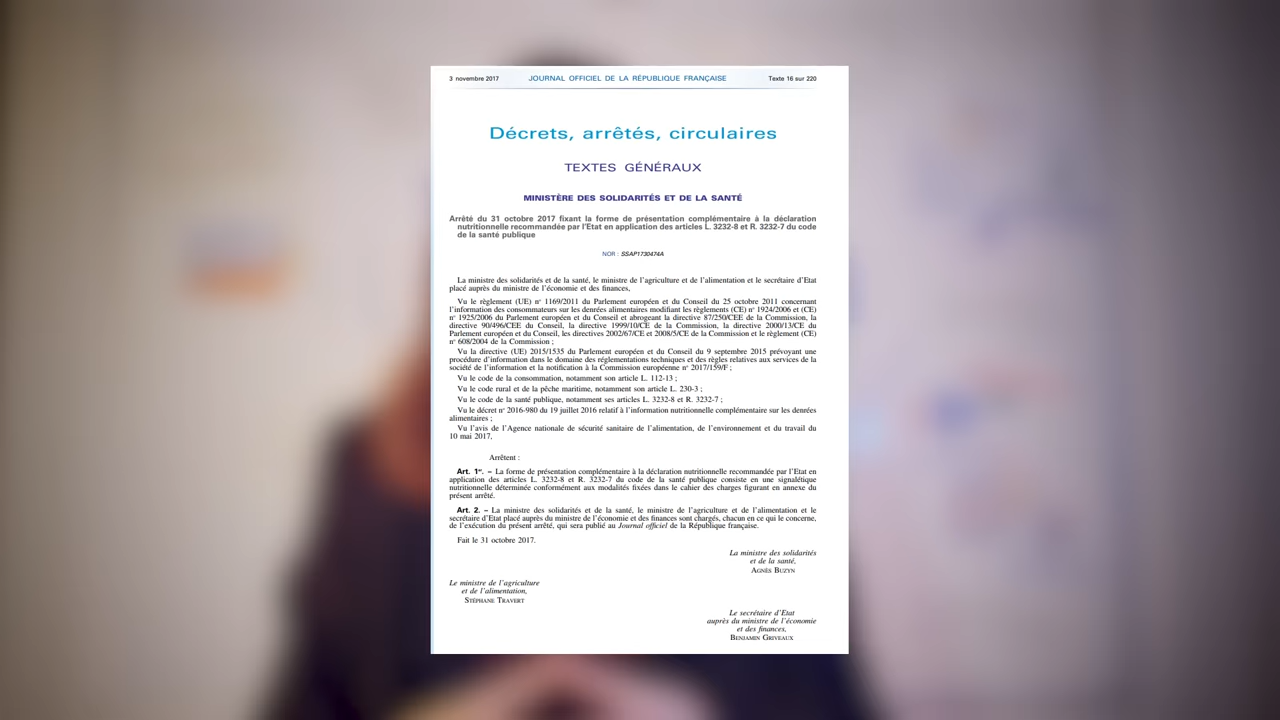 3 novembre 2017 JOURNAL OFFICIEL DE LA RÉPUBLIQUE FRANÇAISE Texte 16 sur 220
Décrets, arrêtés, circulaires
TEXTES GÉNÉRAUX
MINISTÈRE DES SOLIDARITÉS ET DE LA SANTÉ
Arrêté du 31 octobre 2017 fixant la forme de présentation complémentaire à la déclaration
nutritionnelle recommandée par l'Etat en application des articles L. 3232-8 et R. 3232-7 du code
de la santé publique
NOR : SSAP1730474A
La ministre des solidarités et de la santé, le ministre de l'agriculture et de l'alimentation et le secrétaire d'Etat
placé auprès du ministre de l'économie et des finances,
Vu le règlement (UE) nº 1169/2011 du Parlement européen et du Conseil du 25 octobre 2011 concernant
l'information des consommateurs sur les denrées alimentaires modifiant les règlements (CE) nº 1924/2006 et (CE)
nº 1925/2006 du Parlement européen et du Conseil et abrogeant la directive 87/250/CEE de la Commission, la
directive 90/496/CEE du Conseil, la directive 1999/10/CE de la Commission, la directive 2000/13/CE du
Parlement européen et du Conseil, les directives 2002/67/CE et 2008/5/CE de la Commission et le règlement (CE)
nº 608/2004 de la Commission ;
Vu la directive (UE) 2015/1535 du Parlement européen et du Conseil du 9 septembre 2015 prévoyant une
procédure d'information dans le domaine des réglementations techniques et des règles relatives aux services de la
société de l'information et la notification à la Commission européenne nº 2017/159/F ;
Vu le code de la consommation, notamment son article L. 112-13 ;
Vu le code rural et de la pêche maritime, notamment son article L. 230-3 ;
Vu le code de la santé publique, notamment ses articles L. 3232-8 et R. 3232-7 ;
Vu le décret nº 2016-980 du 19 juillet 2016 relatif à l'information nutritionnelle complémentaire sur les denrées
alimentaires ;
Vu l'avis de l'Agence nationale de sécurité sanitaire de l'alimentation, de l'environnement et du travail du
10 mai 2017,
Arrêtent :
Art. 1er. – La forme de présentation complémentaire à la déclaration nutritionnelle recommandée par l'Etat en
application des articles L. 3232-8 et R. 3232-7 du code de la santé publique consiste en une signalétique
nutritionnelle déterminée conformément aux modalités fixées dans le cahier des charges figurant en annexe du
présent arrêté.
Art. 2. – La ministre des solidarités et de la santé, le ministre de l'agriculture et de l'alimentation et le
secrétaire d'Etat placé auprès du ministre de l'économie et des finances sont chargés, chacun en ce qui le concerne,
de l'exécution du présent arrêté, qui sera publié au Journal officiel de la République française.
Fait le 31 octobre 2017.
La ministre des solidarités
et de la santé,
AGNÈS BUZYN
Le ministre de l'agriculture
et de l'alimentation,
STÉPHANE TRAVERT
Le secrétaire d'Etat
auprès du ministre de l'économie
et des finances,
BENJAMIN GRIVEAUX